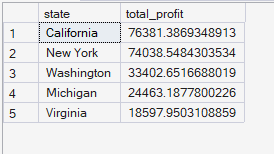 state total_profit
1 California 76381.3869348913
2 New York 74038.5484303534
3 Washington 33402.6516688019
4 Michigan 24463.1877800226
5 Virginia 18597.9503108859